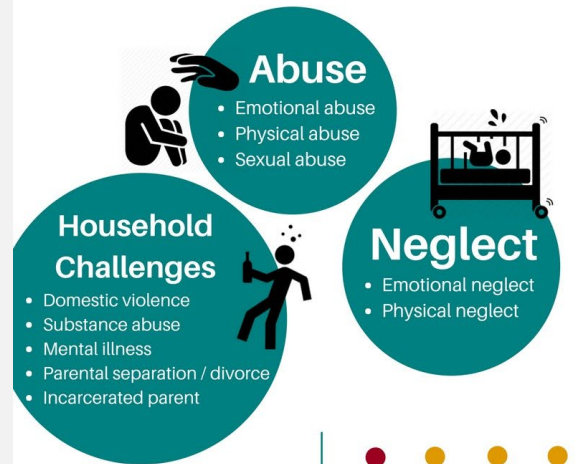 Abuse
• Emotional abuse
• Physical abuse
• Sexual abuse
Household
Challenges
• Domestic violence
• Substance abuse
• Mental illness
• Parental separation / divorce
• Incarcerated parent
Neglect
• Emotional neglect
• Physical neglect